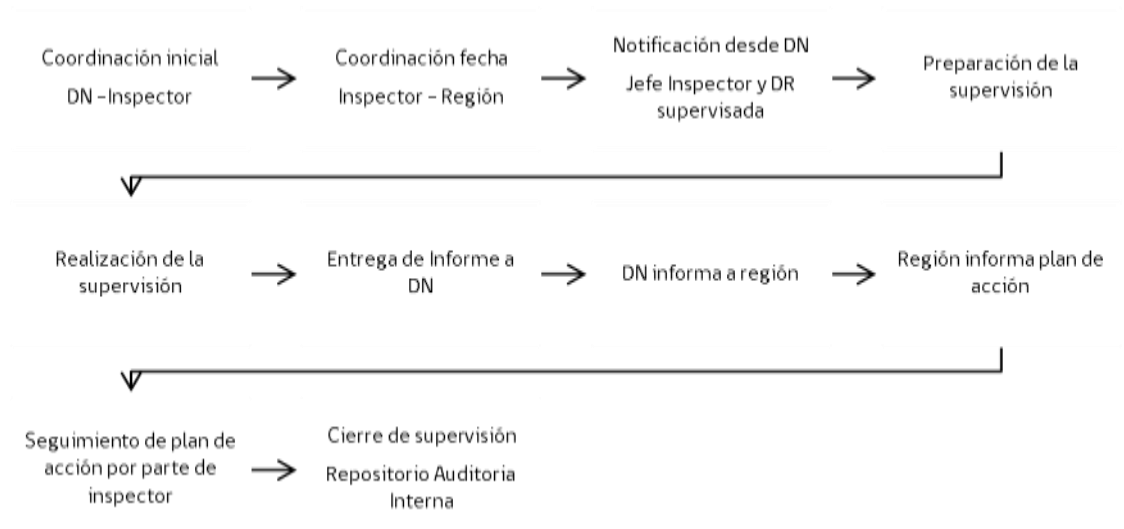 Coordinación inicial
DN –Inspector
Coordinación fecha
Inspector – Región
Notificación desde DN
Jefe Inspector y DR
supervisada
Preparación de la
supervisión
Realización de la
supervisión
Entrega de Informe a
DN
DN informa a región
Región informa plan de
acción
Seguimiento de plan de
acción por parte de
inspector
Cierre de supervisión
Repositorio Auditoria
Interna